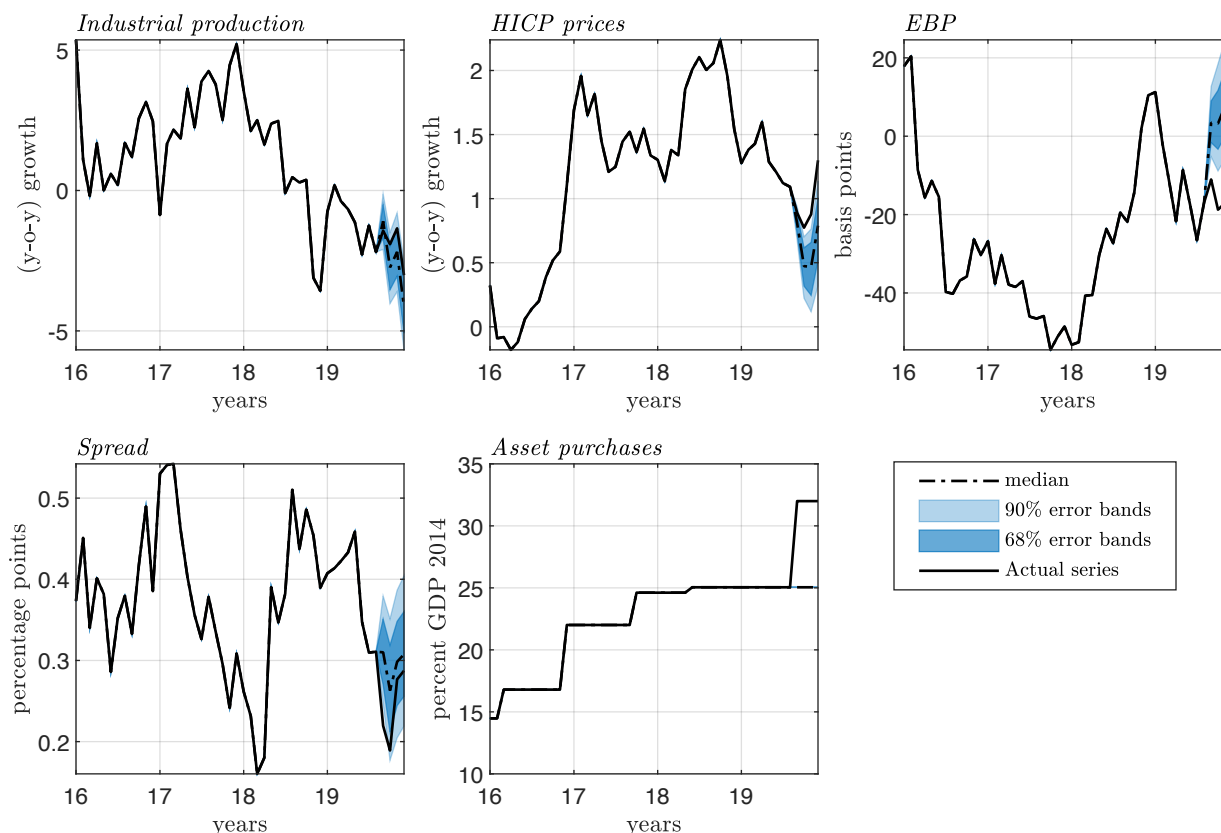 Industrial production
HICP prices
EBP
(y-o-y) growth
5
0
-5
16 17 18 19
years
(y-o-y) growth
2
1.5
1
0.5
0
16 17 18 19
years
basis points
20
0
-20
-40
16 17 18 19
years
Spread
Asset purchases
percentage points
0.5
0.4
0.3
0.2
16 17 18 19
years
percent GDP 2014
35
30
25
20
15
10
16 17 18 19
years
median
90% error bands
68% error bands
Actual series